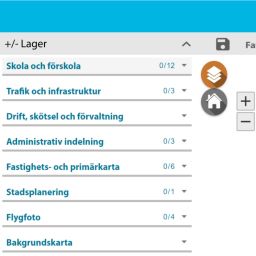 +/- Lager
Fa
Skola och förskola 0/12
Trafik och infrastruktur 0/3
Drift, skötsel och förvaltning
Administrativ indelning 0/3
Fastighets- och primärkarta 0/6
Stadsplanering 0/1
Flygfoto 0/4
Bakgrundskarta